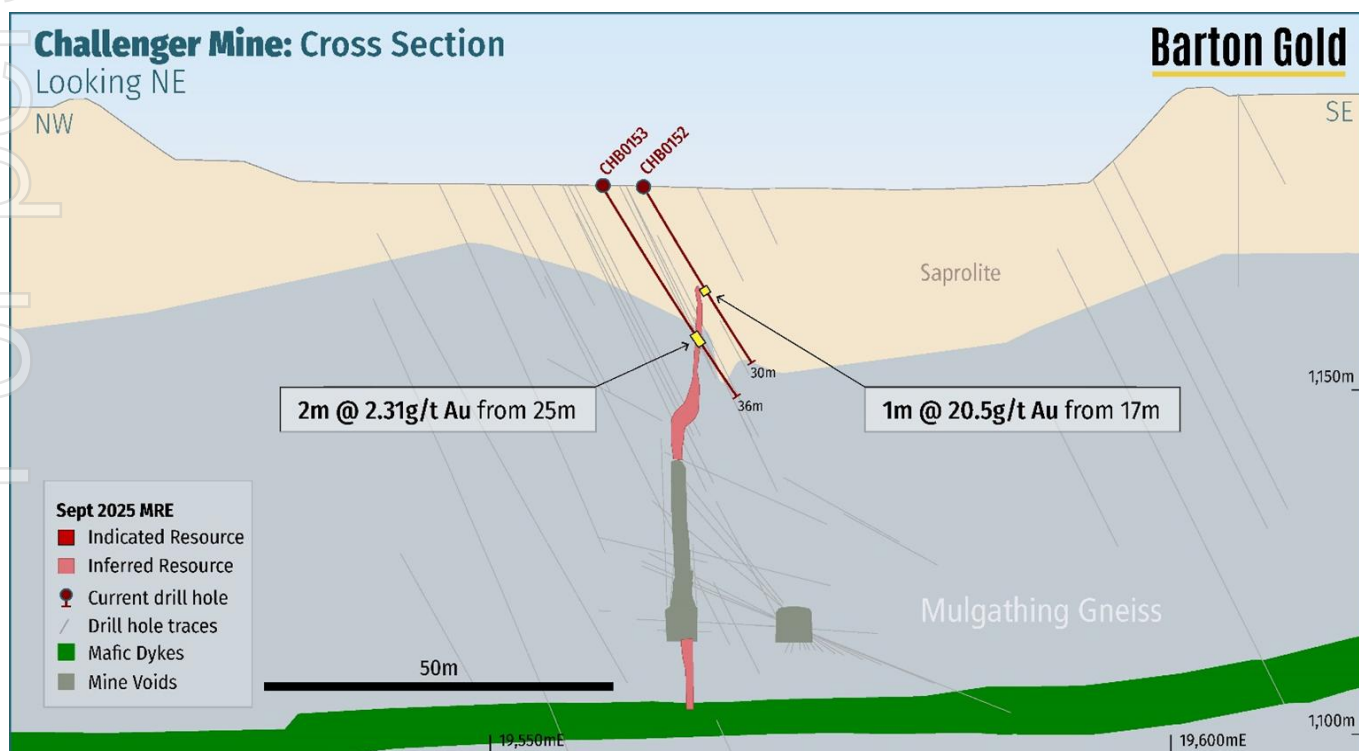 Challenger Mine: Cross Section
Looking NE
NW
Barton Gold
SE
CHB0153
CHB0152
Saprolite
30m
36m
1,150m
2m @ 2.31g/t Au from 25m
1m @ 20.5g/t Au from 17m
Sept 2025 MRE
Indicated Resource
Inferred Resource
Current drill hole
Drill hole traces
Mafic Dykes
Mine Voids
Mulgathing Gneiss
50m
1,100m
19,550mE
19,600mE